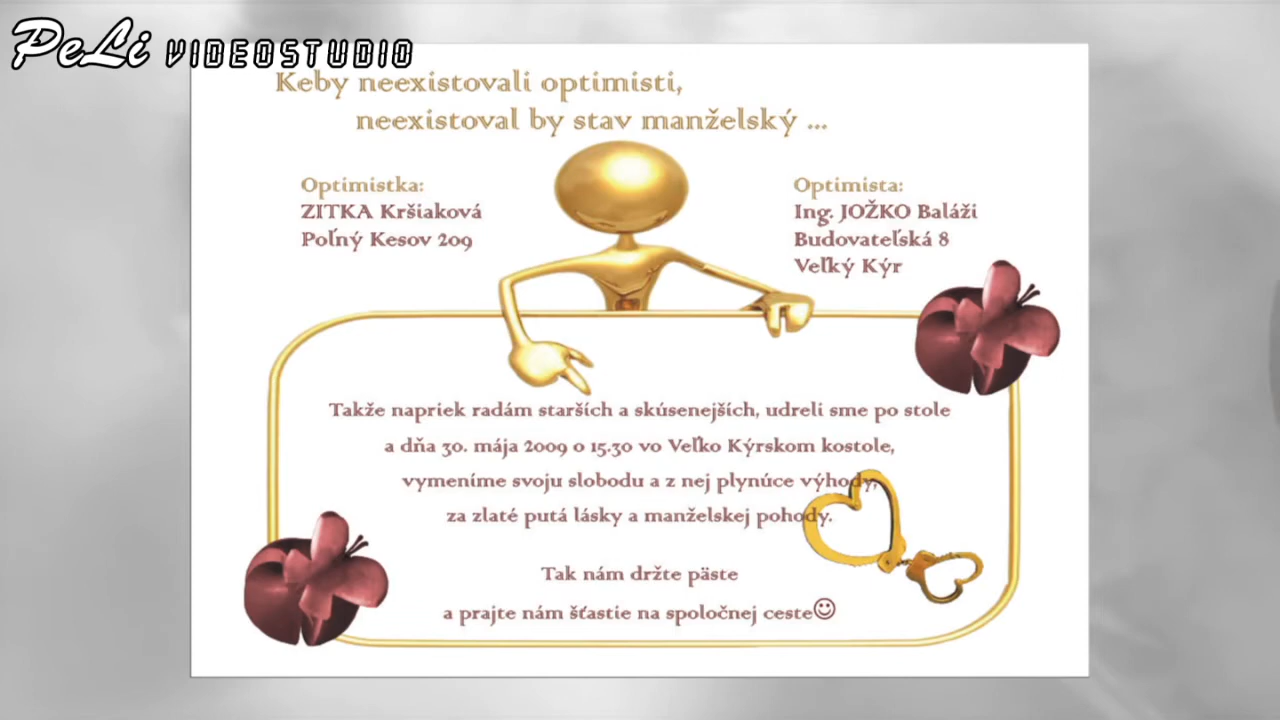 PeLi VIDEOSTUDIO
Keby neexistovali optimisti,
neexistoval by stav manželský ...
Optimistka:
ZITKA Kršiaková
Poľný Kesov 209
Optimista:
Ing. JOŽKO Baláži
Budovateľská 8
Veľký Kýr
Takže napriek radám starších a skúsenejších, udreli sme po stole
a dňa 30. mája 2009 o 15.30 vo Veľko Kýrskom kostole,
vymeníme svoju slobodu a z nej plynúce výhody,
za zlaté putá lásky a manželskej pohody.
Tak nám držte päste
a prajte nám šťastie na spoločnej ceste☺